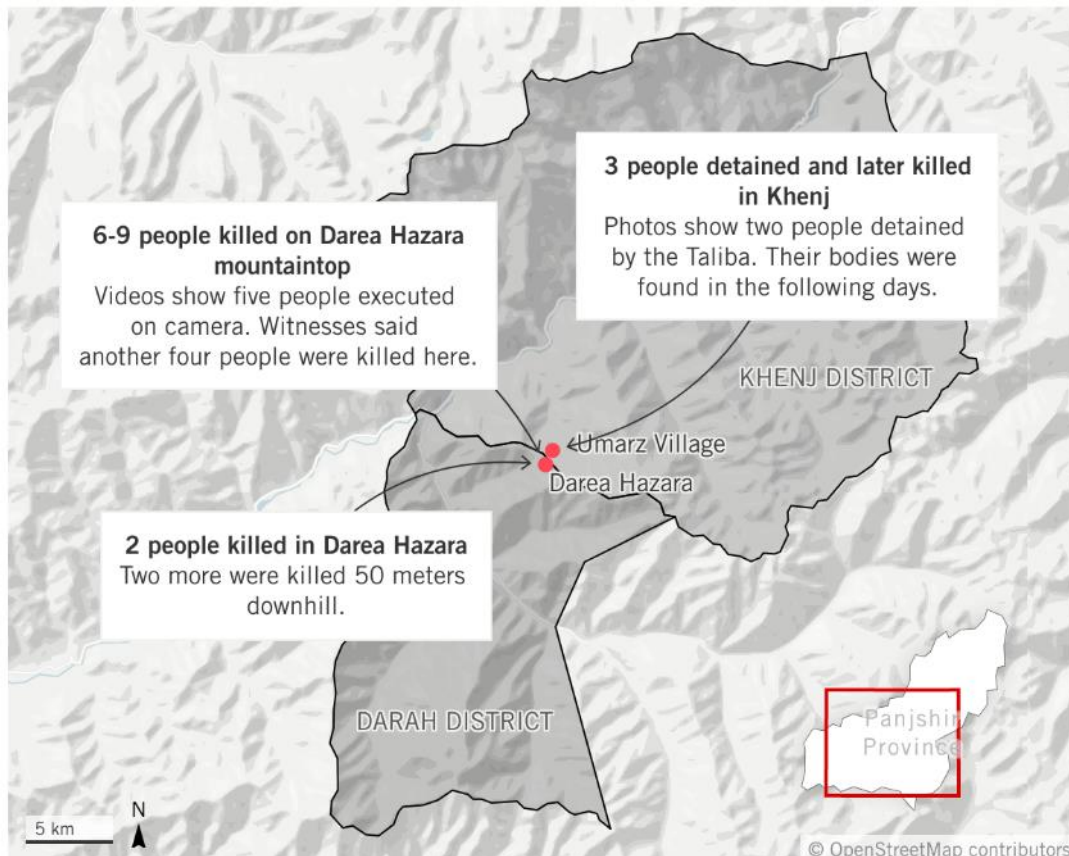 3 people detained and later killed
in Khenj
Photos show two people detained
by the Taliba. Their bodies were
found in the following days.
6-9 people killed on Darea Hazara
mountaintop
Videos show five people executed
on camera. Witnesses said
another four people were killed here.
KHENJ DISTRICT
Umarz Village
Darea Hazara
2 people killed in Darea Hazara
Two more were killed 50 meters
downhill.
DARAH DISTRICT
Panjshir
Province
5 km
N
© OpenStreetMap contributors